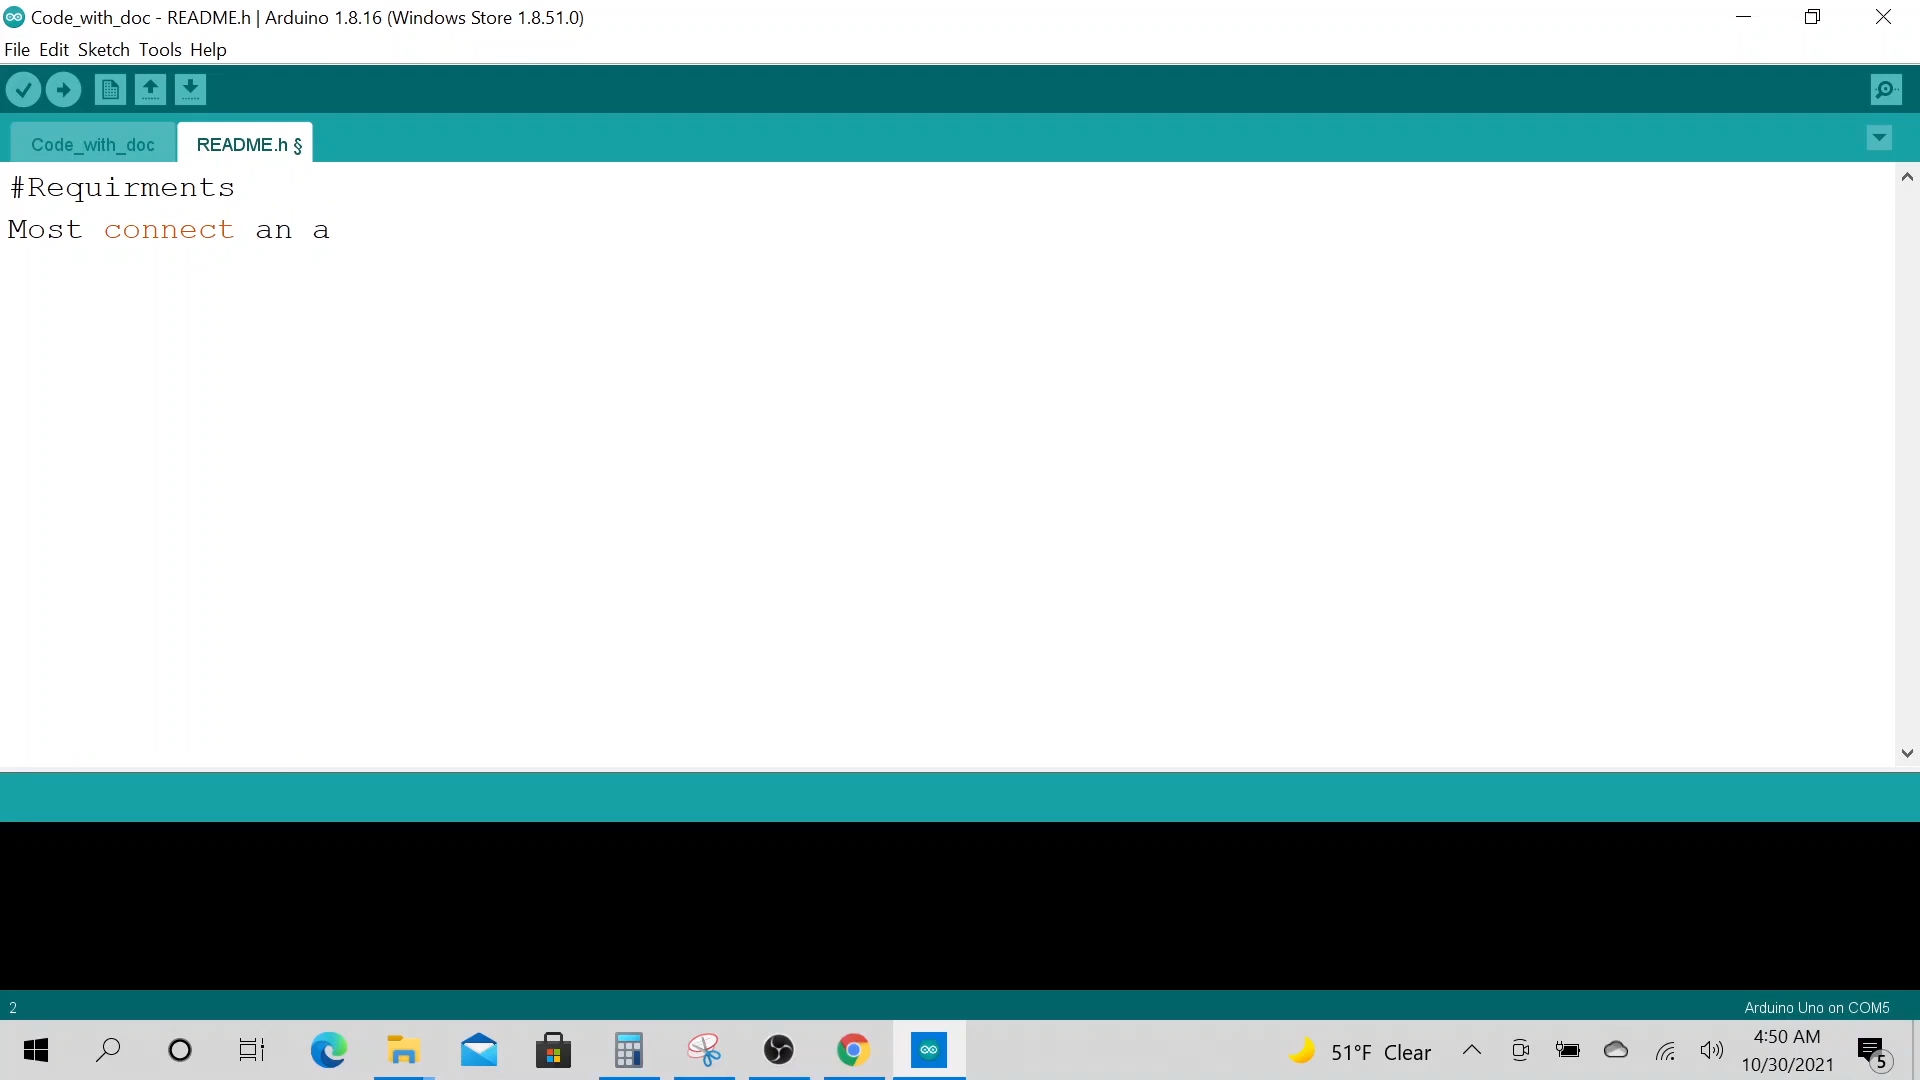 Code_with_doc - README.h | Arduino 1.8.16 (Windows Store 1.8.51.0)
File Edit Sketch Tools Help
Code_with_doc README.h §
#Requirments
Most connect an a
2 Arduino Uno on COM5
51°F Clear
4:50 AM
10/30/2021
5